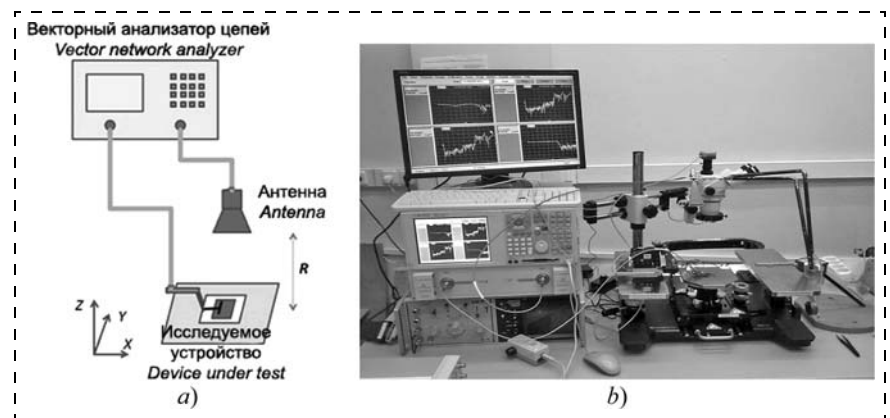 Векторный анализатор цепей
Vector network analyzer
Антенна
Antenna
R
Z
Y
X
Исследуемое
устройство
Device under test
a)
b)